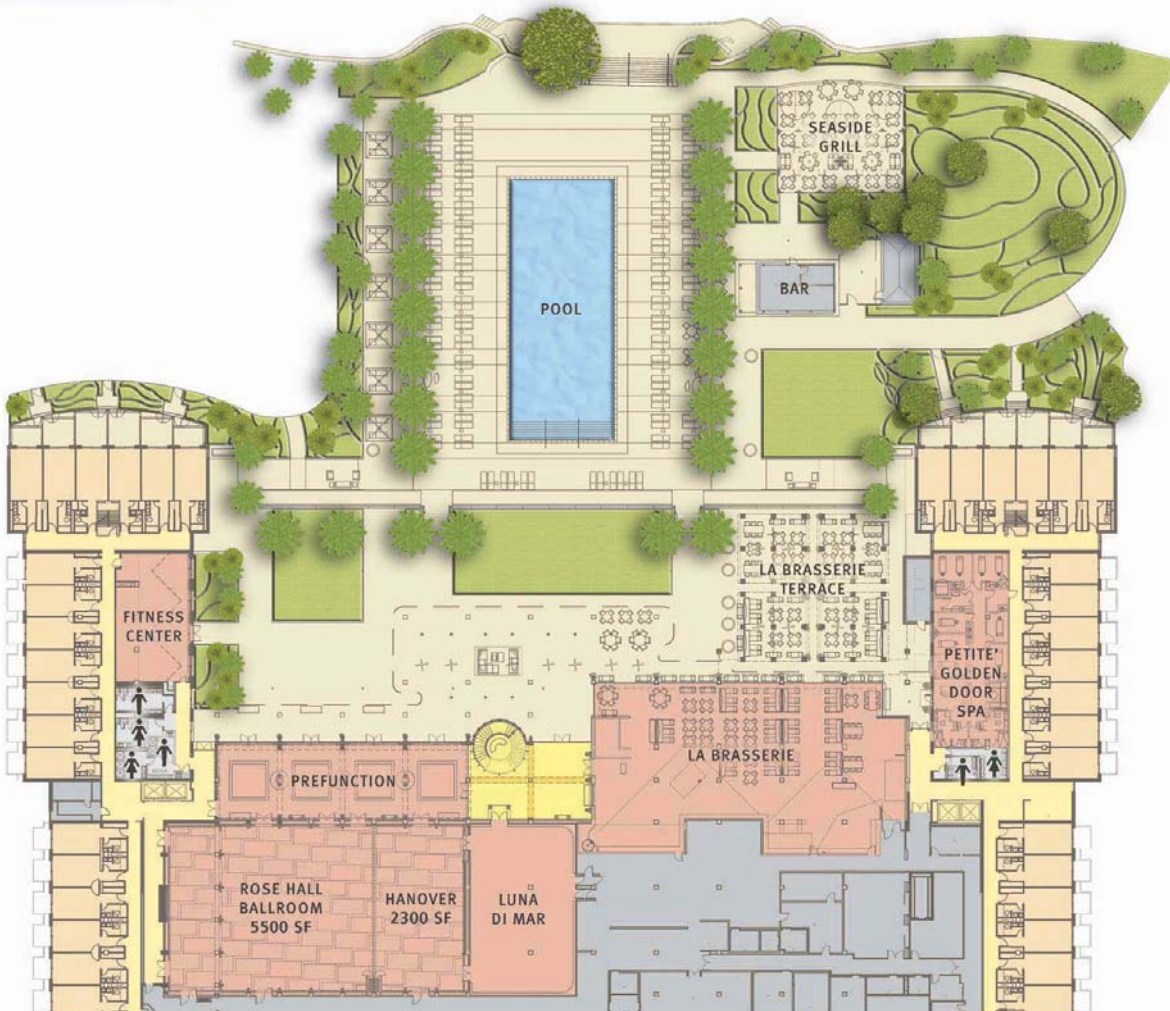 SEASIDE
GRILL
BAR
POOL
LA BRASSERIE
TERRACE
FITNESS
CENTER
PETITE'
GOLDEN
DOOR
SPA
LA BRASSERIE
PREFUNCTION
ROSE HALL
BALLROOM
5500 SF
HANOVER
2300 SF
LUNA
DI MAR